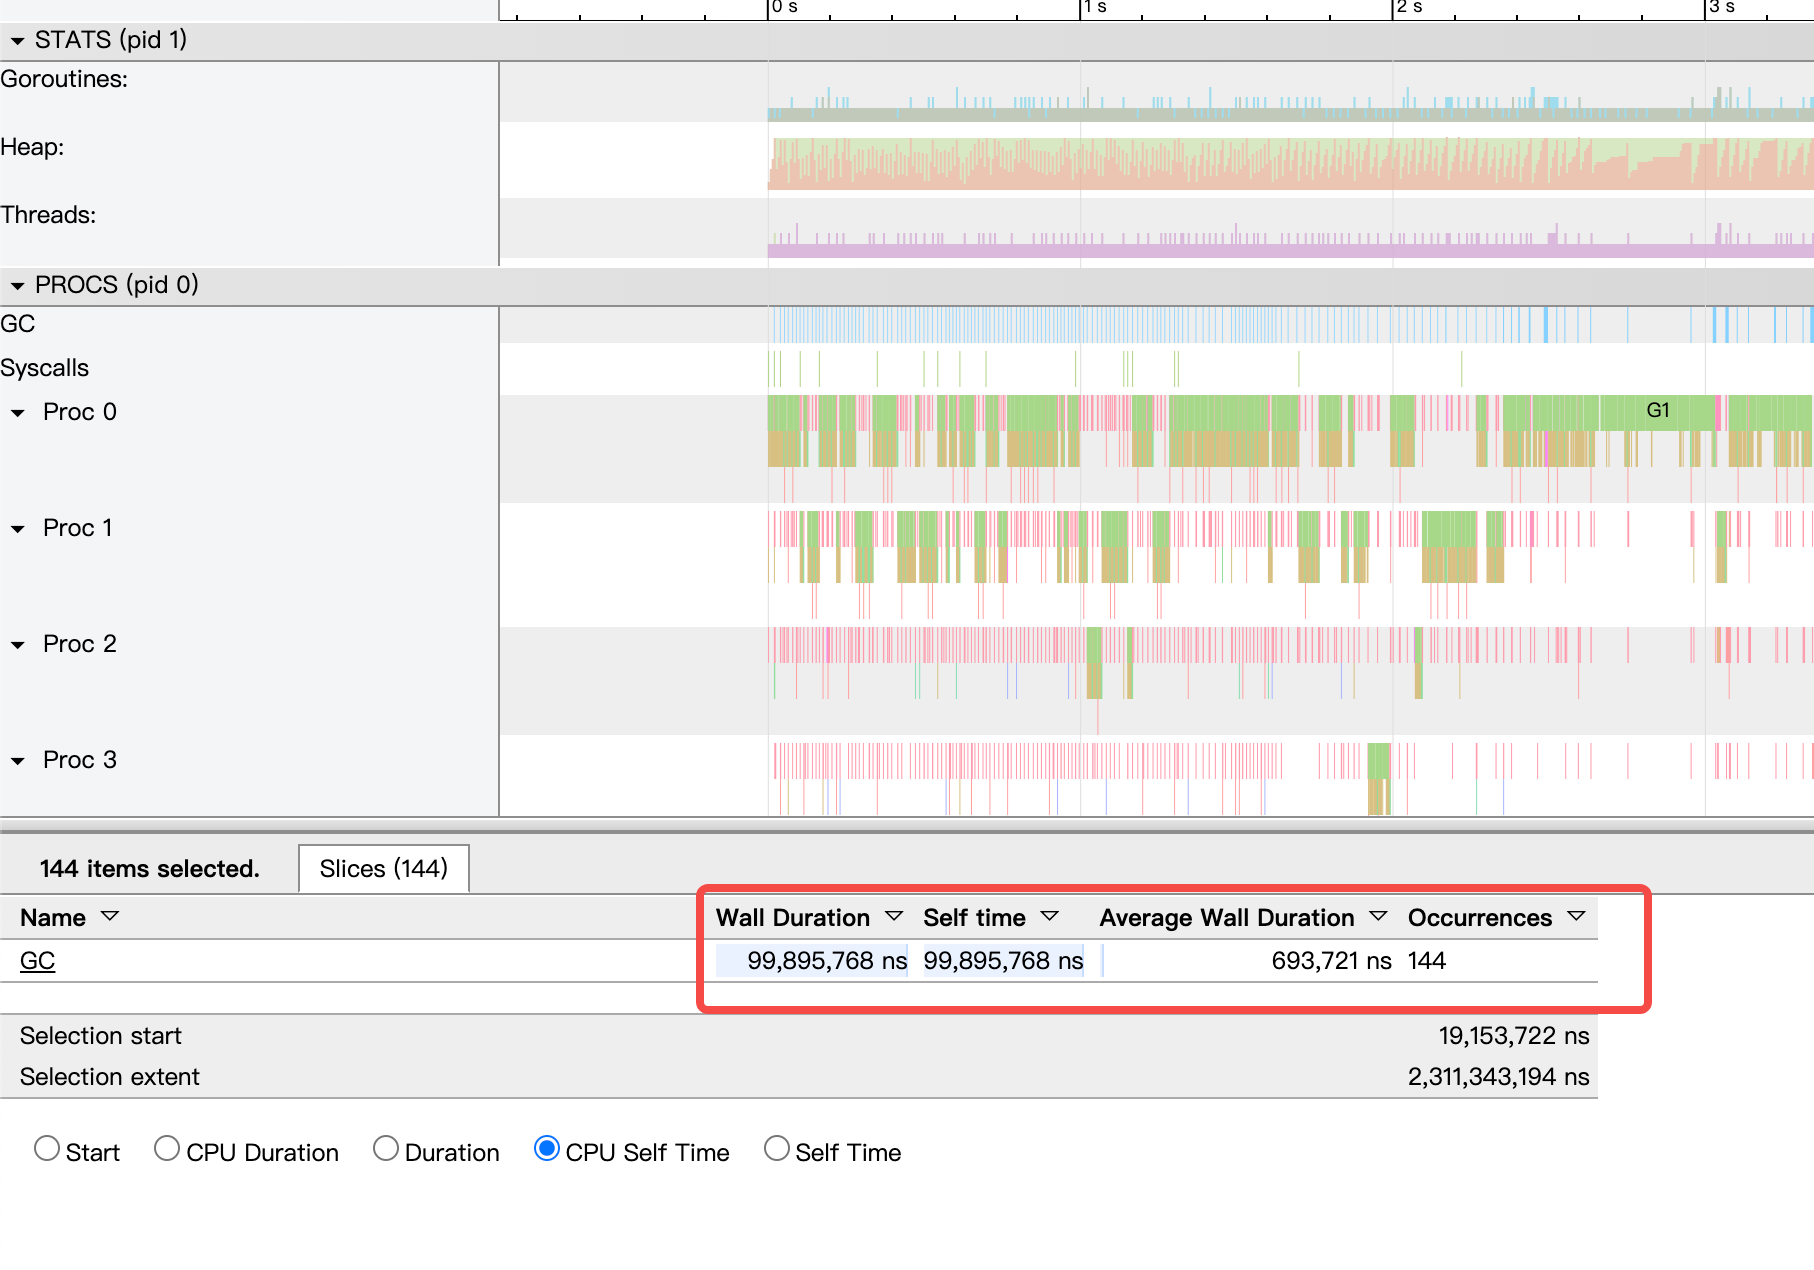 0 s 1 s 2 s 3 s
STATS (pid 1)
Goroutines:
Heap:
Threads:
PROCS (pid 0)
GC
Syscalls
Proc 0
G1
Proc 1
Proc 2
Proc 3
144 items selected. Slices (144)
Name Wall Duration Self time Average Wall Duration Occurrences
GC 99,895,768 ns 99,895,768 ns 693,721 ns 144
Selection start 19,153,722 ns
Selection extent 2,311,343,194 ns
Start CPU Duration Duration CPU Self Time Self Time